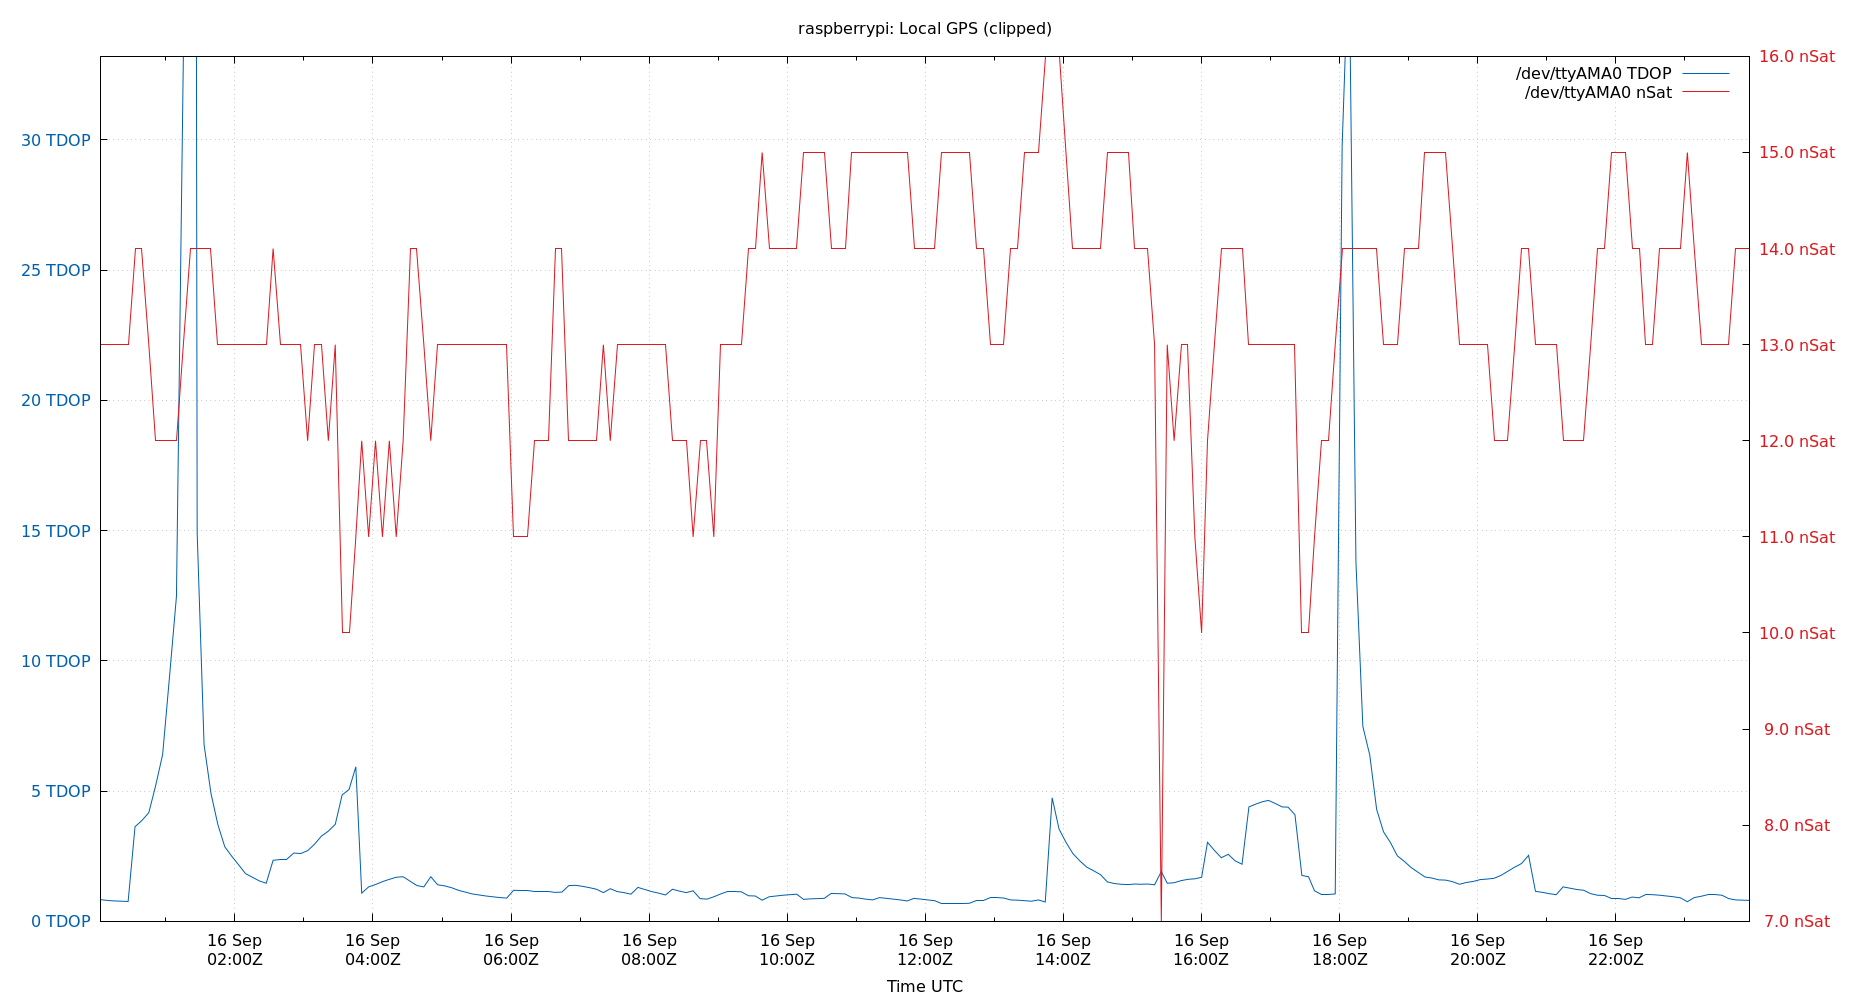 raspberrypi: Local GPS (clipped)
/dev/ttyAMA0 TDOP
/dev/ttyAMA0 nSat
30 TDOP
25 TDOP
20 TDOP
15 TDOP
10 TDOP
5 TDOP
0 TDOP
16.0 nSat
15.0 nSat
14.0 nSat
13.0 nSat
12.0 nSat
11.0 nSat
10.0 nSat
9.0 nSat
8.0 nSat
7.0 nSat
16 Sep
02:00Z
16 Sep
04:00Z
16 Sep
06:00Z
16 Sep
08:00Z
16 Sep
10:00Z
16 Sep
12:00Z
16 Sep
14:00Z
16 Sep
16:00Z
16 Sep
18:00Z
16 Sep
20:00Z
16 Sep
22:00Z
Time UTC